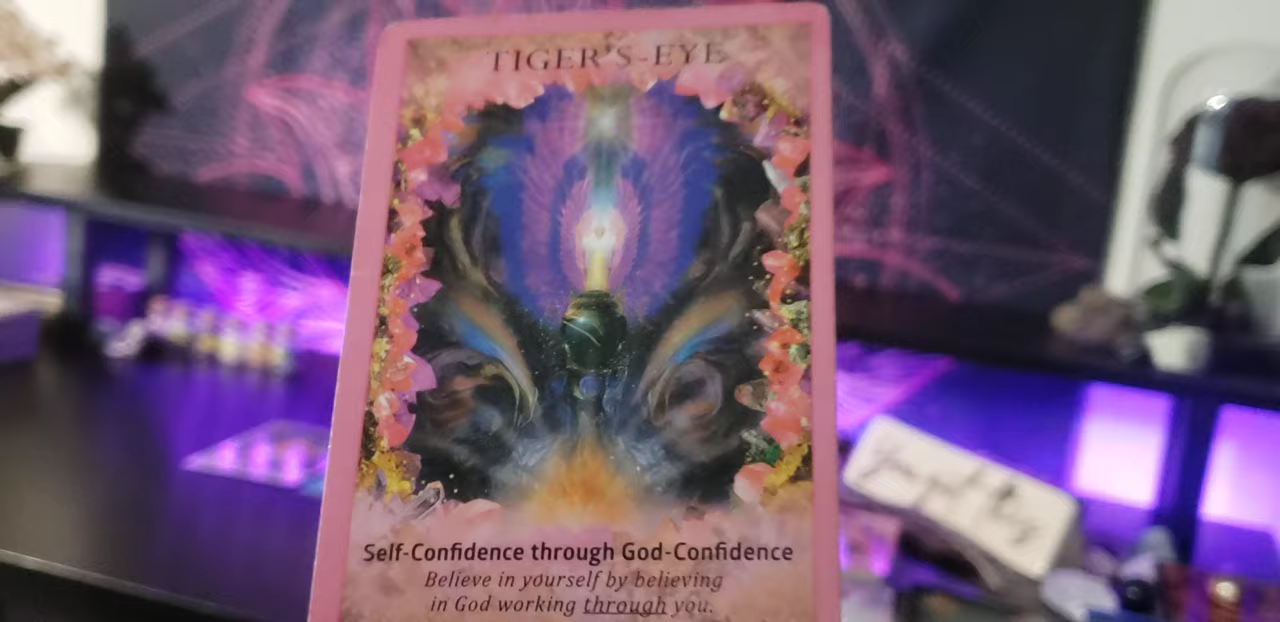 TIGER'S-EYE
Self-Confidence through God-Confidence
Believe in yourself by believing
in God working through you.